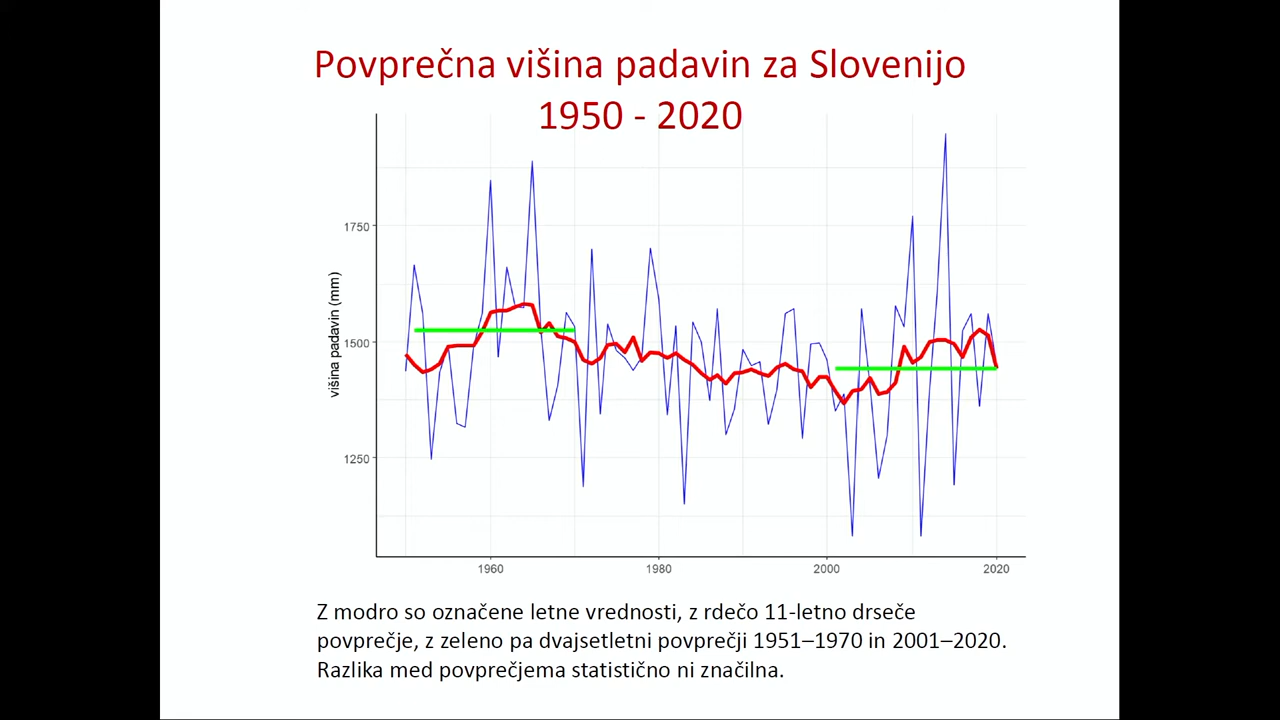 Povprečna višina padavin za Slovenijo
1950 - 2020
1750
1500
1250
višina padavin (mm)
1960
1980
2000
2020
Z modro so označene letne vrednosti, z rdečo 11-letno drseče
povprečje, z zeleno pa dvajsetletni povprečji 1951–1970 in 2001–2020.
Razlika med povprečjema statistično ni značilna.